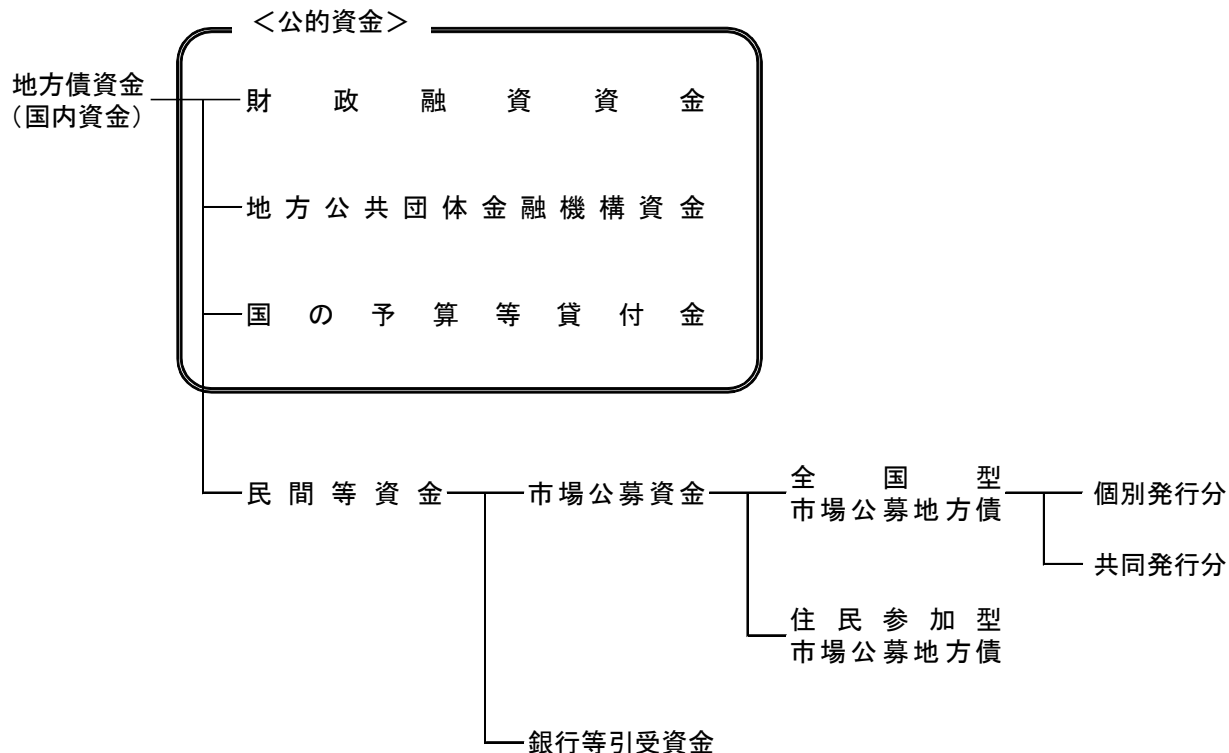 ＜公的資金＞
地方債資金
（国内資金）
財政融資資金
地方公共団体金融機構資金
国の予算等貸付金
民間等資金
市場公募資金
全国型
市場公募地方債
個別発行分
共同発行分
住民参加型
市場公募地方債
銀行等引受資金